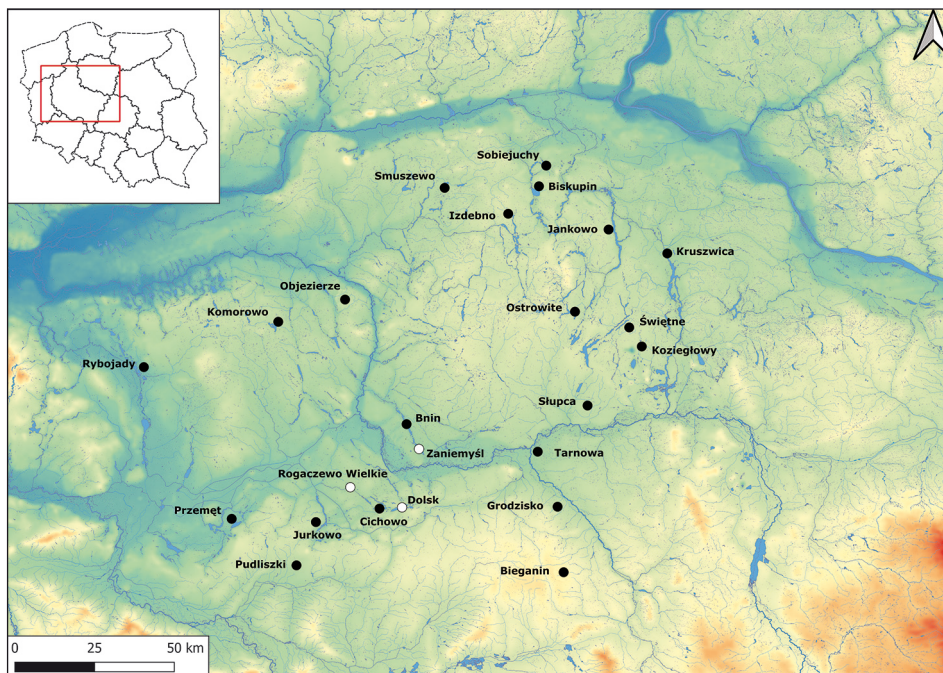 Sobiejuchy
Smuszewo
Biskupin
Izdebno
Jankowo
Kruszwica
Objezierze
Komorowo
Ostrowite
Świętne
Koziegłowy
Rybojady
Słupca
Bnin
Zaniemyśl
Tarnowa
Rogaczewo Wielkie
Dolsk
Przemęt
Cichowo
Grodzisko
Jurkowo
Pudliszki
Bieganin
0 25 50 km